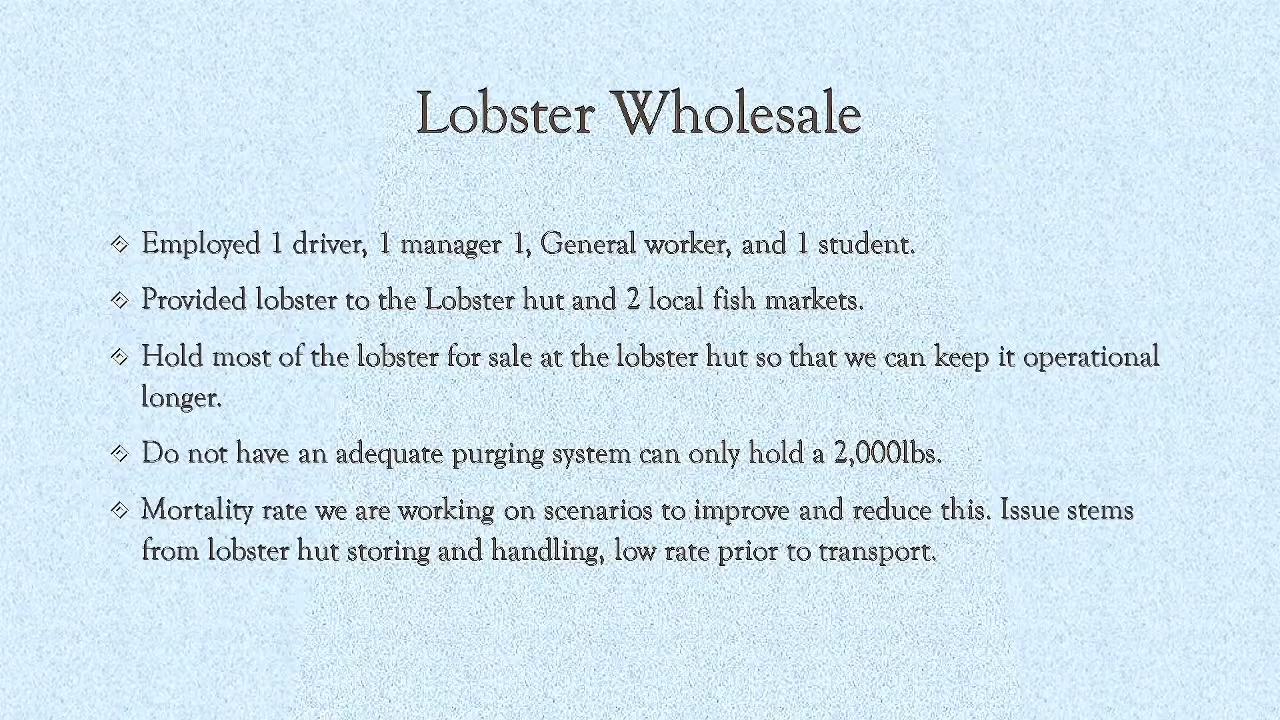 Lobster Wholesale
Employed 1 driver, 1 manager 1, General worker, and 1 student.
Provided lobster to the Lobster hut and 2 local fish markets.
Hold most of the lobster for sale at the lobster hut so that we can keep it operational
longer.
Do not have an adequate purging system can only hold a 2,000lbs.
Mortality rate we are working on scenarios to improve and reduce this. Issue stems
from lobster hut storing and handling, low rate prior to transport.